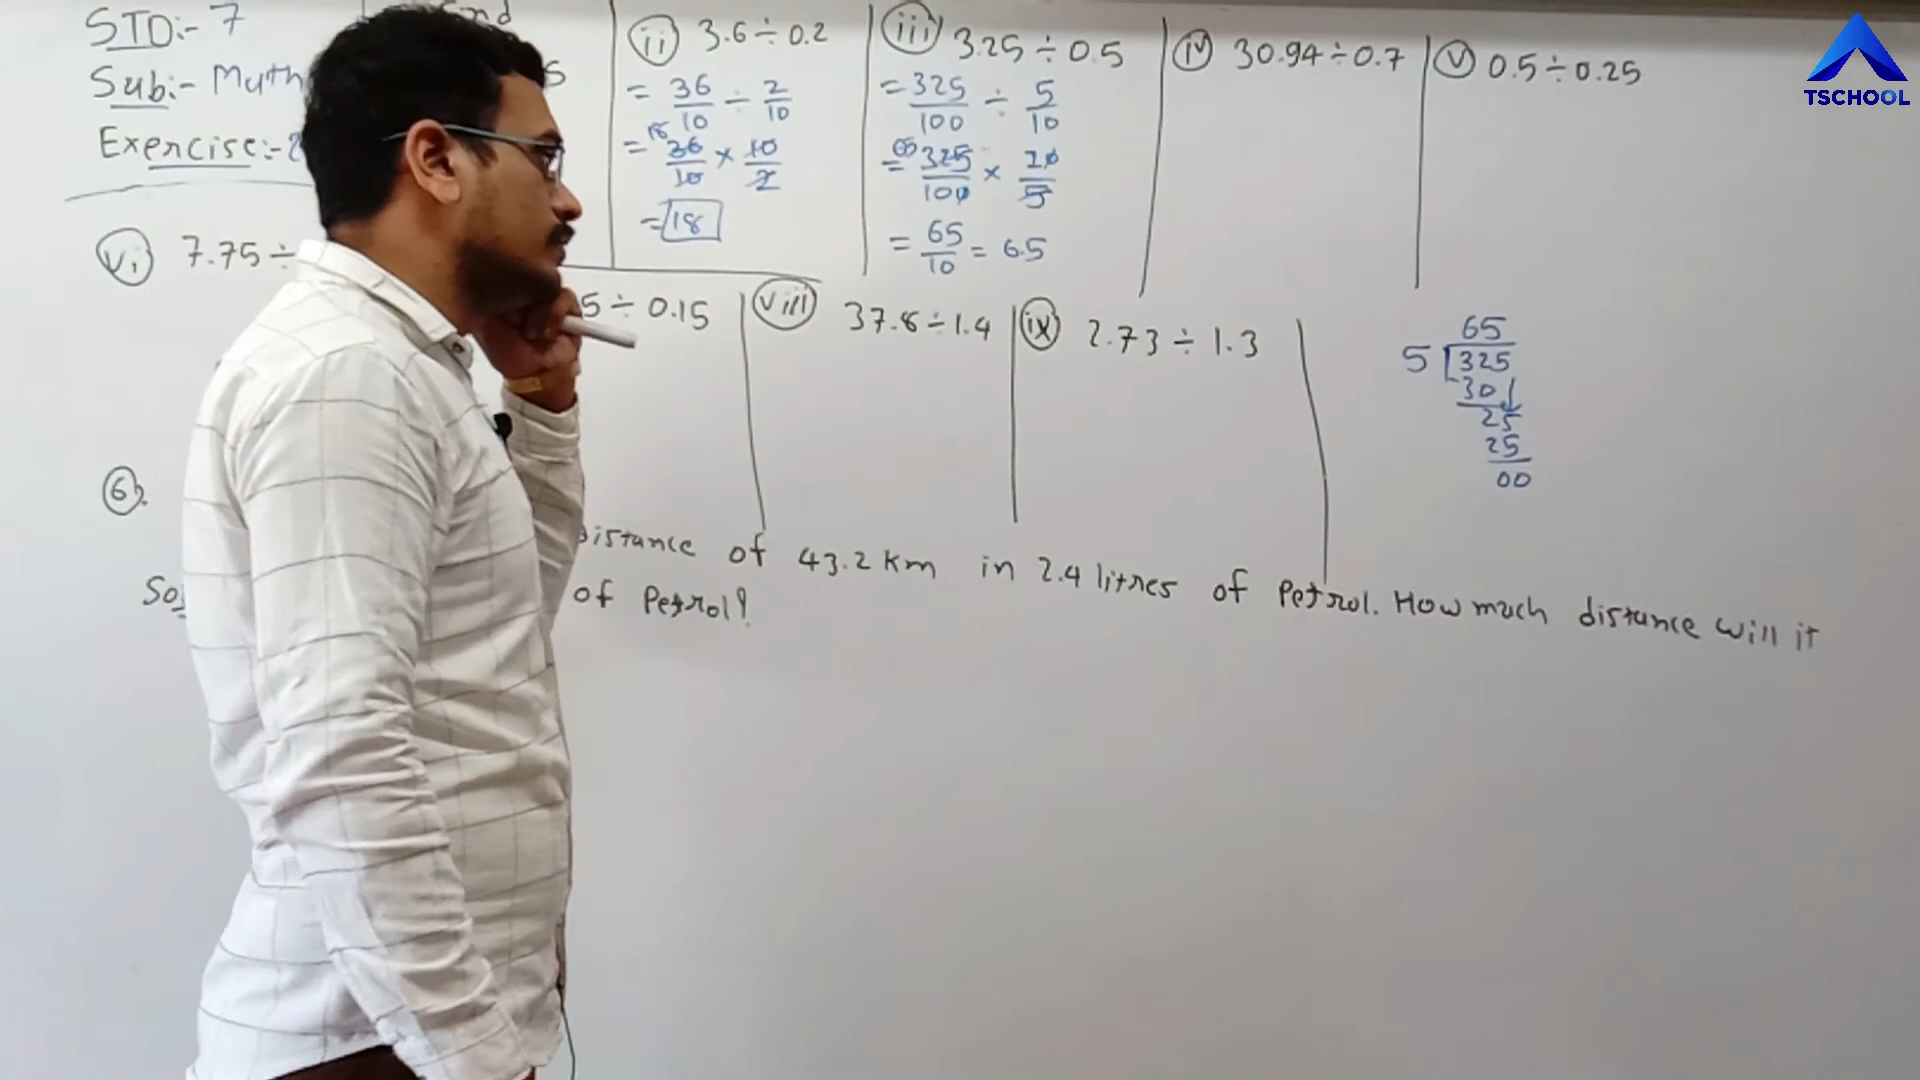 STD:- 7
Sub:- Math
Exercise:- 2
ii 3.6 ÷ 0.2
= 36/10 ÷ 2/10
= 18 36/10 × 10/2
= 18
iii 3.25 ÷ 0.5
= 325/100 ÷ 5/10
= 65 325/100 × 10/5
= 65/10 = 6.5
iv 30.94 ÷ 0.7
v 0.5 ÷ 0.25
TSCHOOL
vi 7.75 ÷
5 ÷ 0.15
viii 37.8 ÷ 1.4
ix 2.73 ÷ 1.3
65
5 325
30
25
25
00
6). Distance of 43.2 km in 2.4 litres of Petrol. How much distance will it
of Petrol?